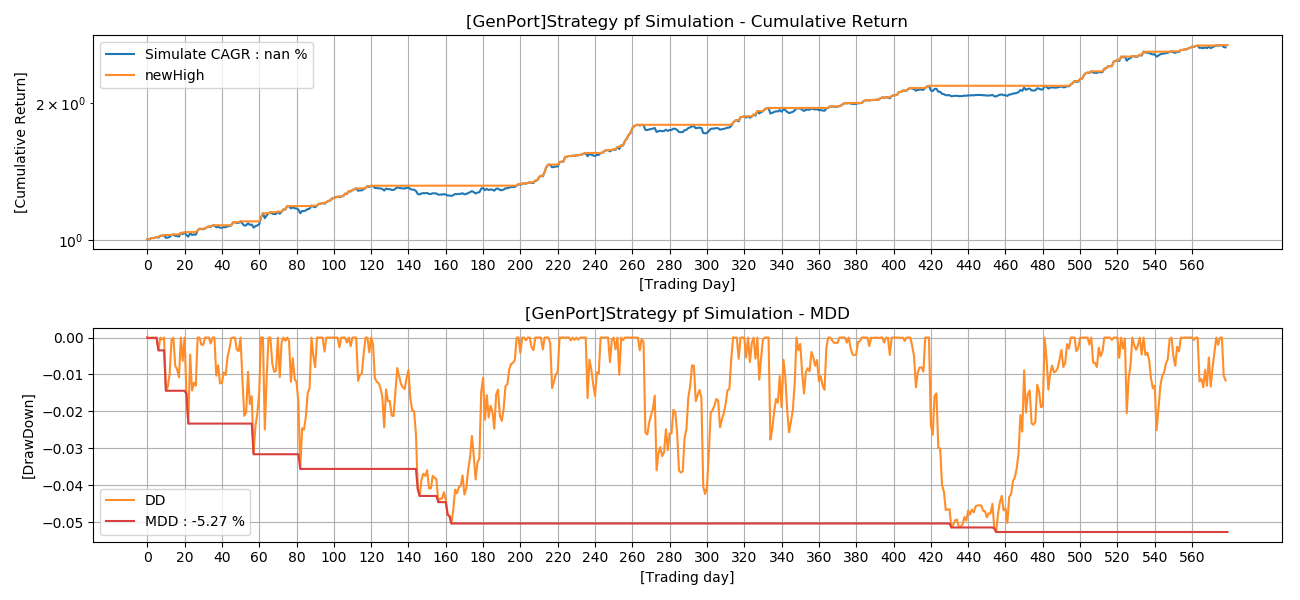 [GenPort]Strategy pf Simulation - Cumulative Return
[Cumulative Return]
Simulate CAGR : nan %
newHigh
2 × 10⁰
10⁰
0 20 40 60 80 100 120 140 160 180 200 220 240 260 280 300 320 340 360 380 400 420 440 460 480 500 520 540 560
[Trading Day]
[GenPort]Strategy pf Simulation - MDD
[DrawDown]
0.00
−0.01
−0.02
−0.03
−0.04
−0.05
DD
MDD : -5.27 %
0 20 40 60 80 100 120 140 160 180 200 220 240 260 280 300 320 340 360 380 400 420 440 460 480 500 520 540 560
[Trading day]